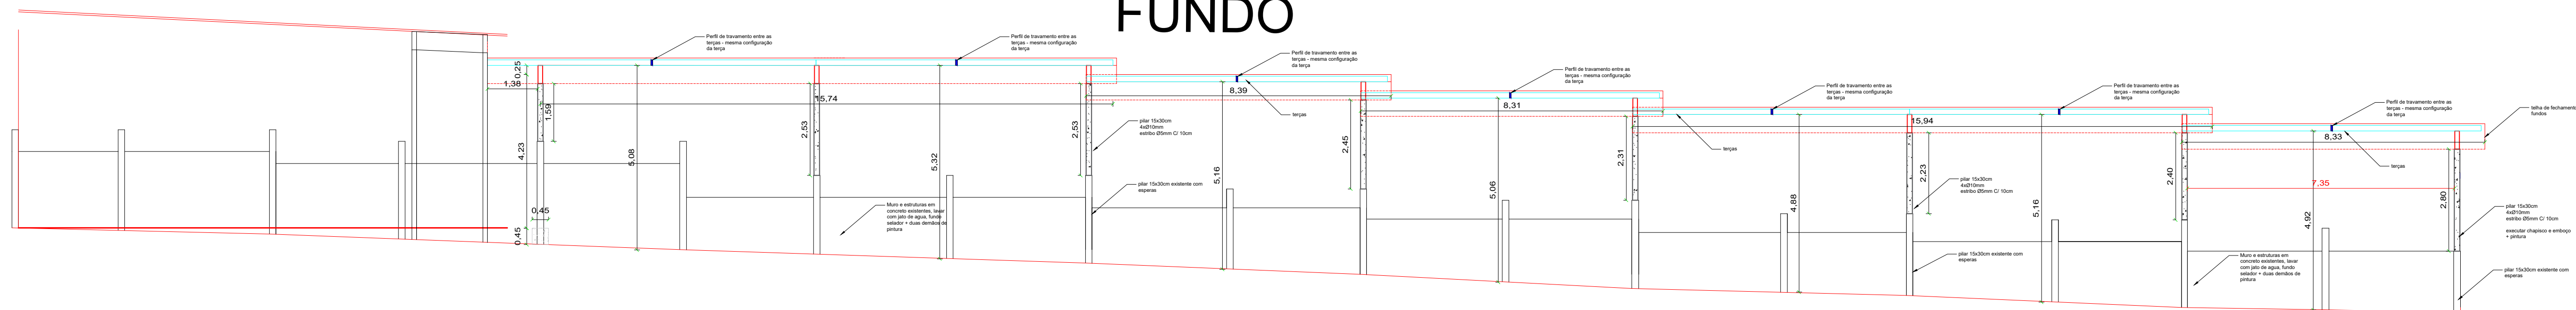 FUNDO
Perfil de travamento entre as
terças - mesma configuração
da terça
Perfil de travamento entre as
terças - mesma configuração
da terça
Perfil de travamento entre as
terças - mesma configuração
da terça
Perfil de travamento entre as
terças - mesma configuração
da terça
Perfil de travamento entre as
terças - mesma configuração
da terça
Perfil de travamento entre as
terças - mesma configuração
da terça
Perfil de travamento entre as
terças - mesma configuração
da terça
telha de fechamento
fundos
0,25
1,38
1,59
4,23
0,45
0,45
5,08
15,74
2,53
5,32
2,53
pilar 15x30cm
4xØ10mm
estribo Ø5mm C/ 10cm
pilar 15x30cm existente com
esperas
Muro e estruturas em
concreto existentes, lavar
com jato de agua, fundo
selador + duas demãos de
pintura
8,39
terças
5,16
2,45
8,31
5,06
2,31
15,94
terças
4,88
2,23
pilar 15x30cm
4xØ10mm
estribo Ø5mm C/ 10cm
pilar 15x30cm existente com
esperas
5,16
2,40
8,33
terças
7,35
4,92
2,80
Muro e estruturas em
concreto existentes, lavar
com jato de agua, fundo
selador + duas demãos de
pintura
pilar 15x30cm
4xØ10mm
estribo Ø5mm C/ 10cm
executar chapisco e emboço
+ pintura
pilar 15x30cm existente com
esperas